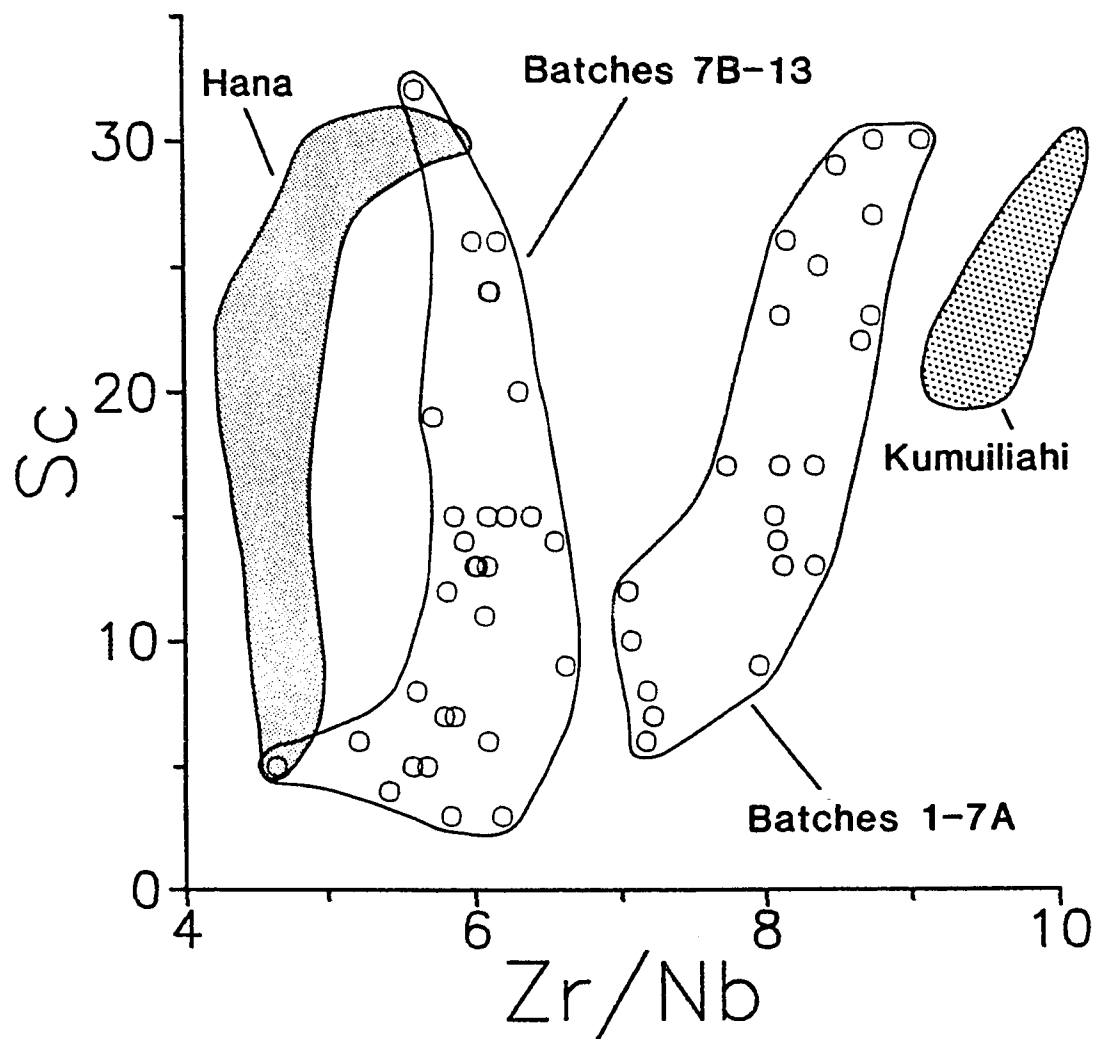 Batches 7B-13
Hana
30
20
Sc
Kumuiliahi
10
Batches 1-7A
0
4 6 8 10
Zr/Nb